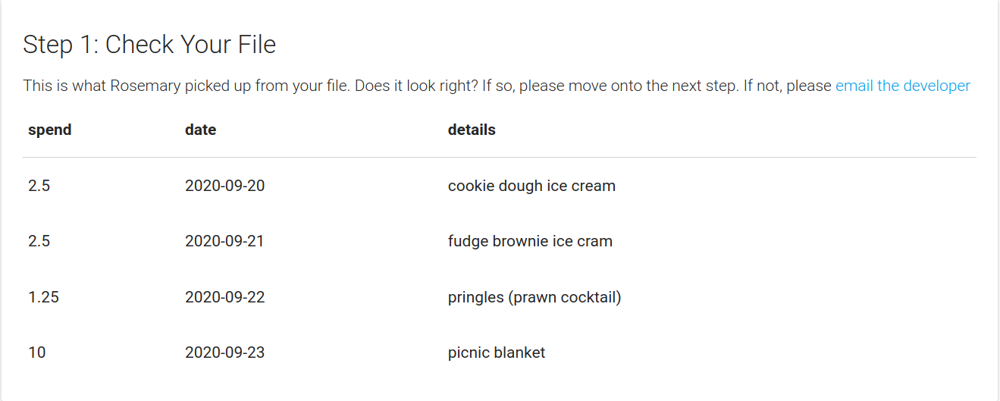 Step 1: Check Your File
This is what Rosemary picked up from your file. Does it look right? If so, please move onto the next step. If not, please email the developer
spend date details
2.5 2020-09-20 cookie dough ice cream
2.5 2020-09-21 fudge brownie ice cram
1.25 2020-09-22 pringles (prawn cocktail)
10 2020-09-23 picnic blanket